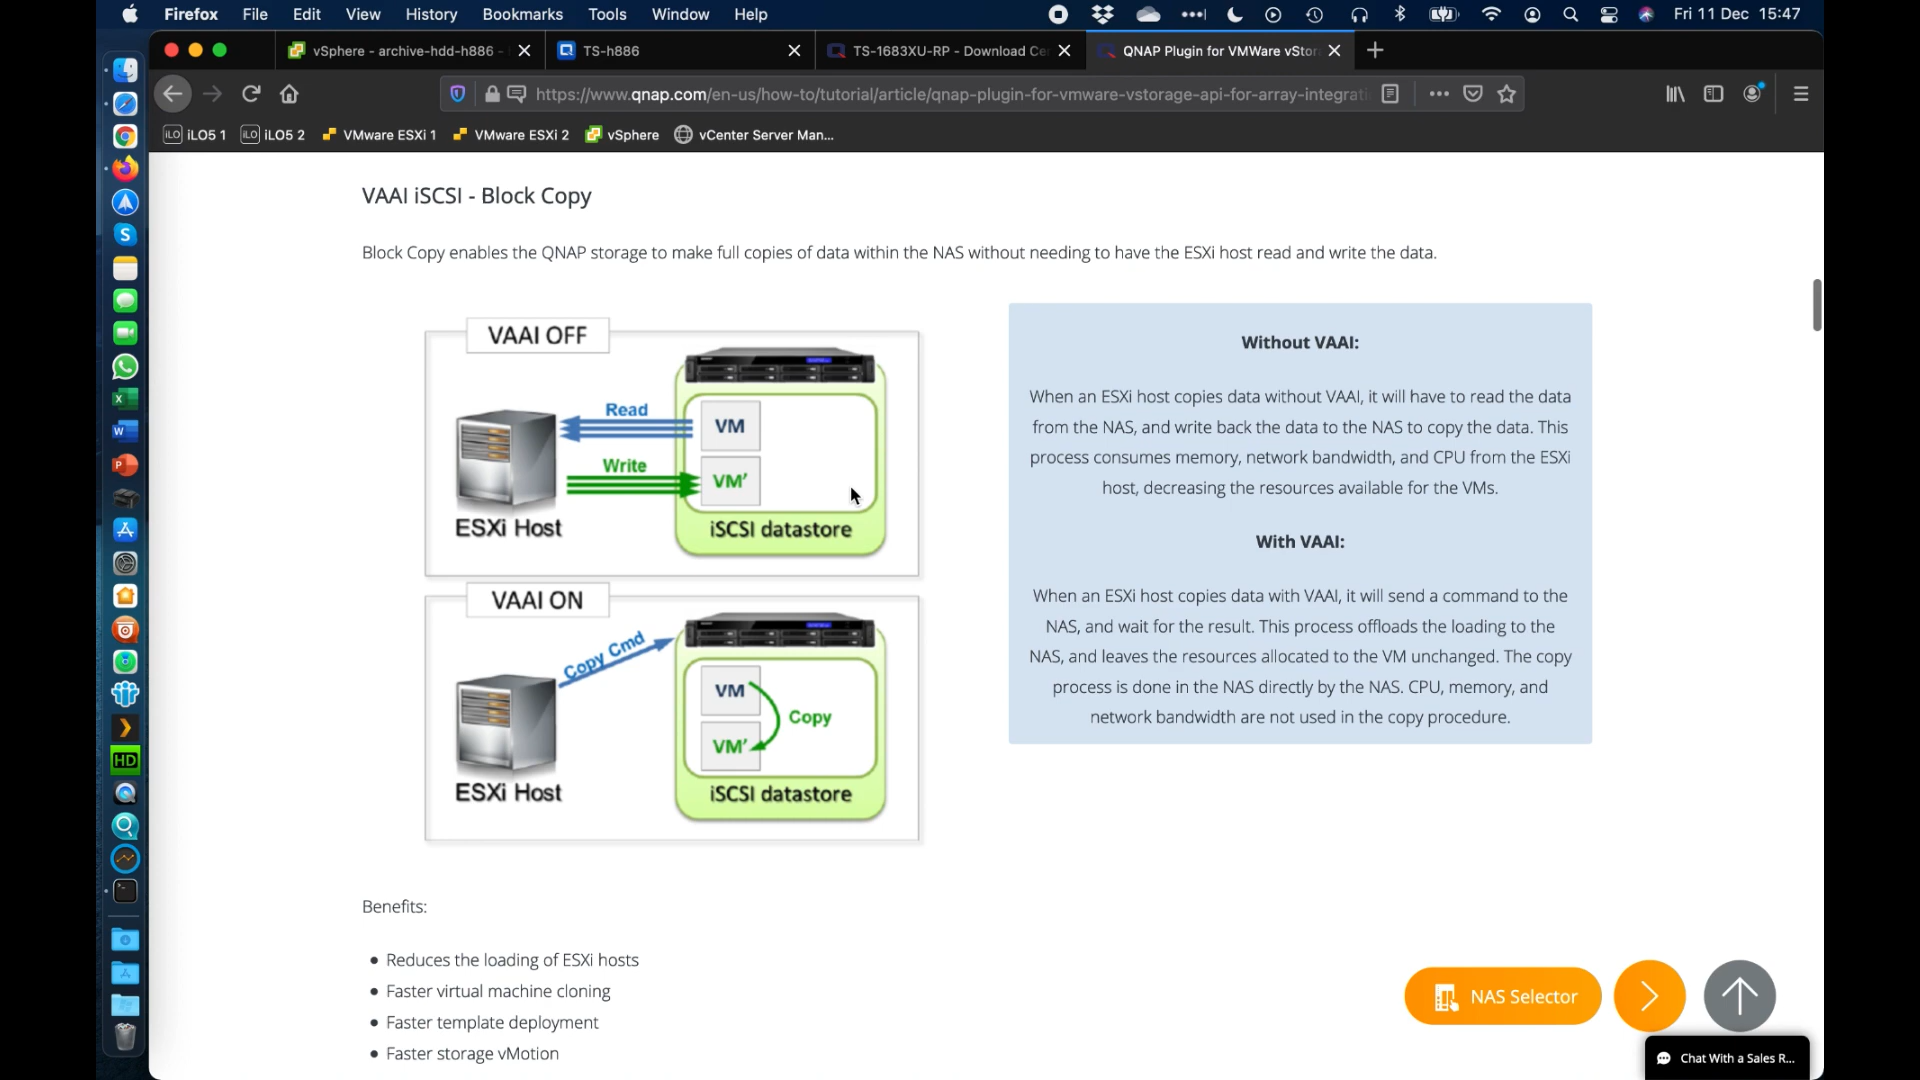 Firefox File Edit View History Bookmarks Tools Window Help Fri 11 Dec 15:47
vSphere - archive-hdd-h886 -
TS-h886
TS-1683XU-RP - Download Ce
QNAP Plugin for VMWare vStor
https://www.qnap.com/en-us/how-to/tutorial/article/qnap-plugin-for-vmware-vstorage-api-for-array-integrati
iLO iLO5 1 iLO iLO5 2 VMware ESXi 1 VMware ESXi 2 vSphere vCenter Server Man...
VAAI iSCSI - Block Copy
Block Copy enables the QNAP storage to make full copies of data within the NAS without needing to have the ESXi host read and write the data.
VAAI OFF
Read
Write
VM
VM'
ESXi Host
iSCSI datastore
VAAI ON
Copy Cmd
VM
Copy
VM'
ESXi Host
iSCSI datastore
Without VAAI:
When an ESXi host copies data without VAAI, it will have to read the data
from the NAS, and write back the data to the NAS to copy the data. This
process consumes memory, network bandwidth, and CPU from the ESXi
host, decreasing the resources available for the VMs.
With VAAI:
When an ESXi host copies data with VAAI, it will send a command to the
NAS, and wait for the result. This process offloads the loading to the
NAS, and leaves the resources allocated to the VM unchanged. The copy
process is done in the NAS directly by the NAS. CPU, memory, and
network bandwidth are not used in the copy procedure.
Benefits:
Reduces the loading of ESXi hosts
Faster virtual machine cloning
Faster template deployment
Faster storage vMotion
NAS Selector
Chat With a Sales R...
HD